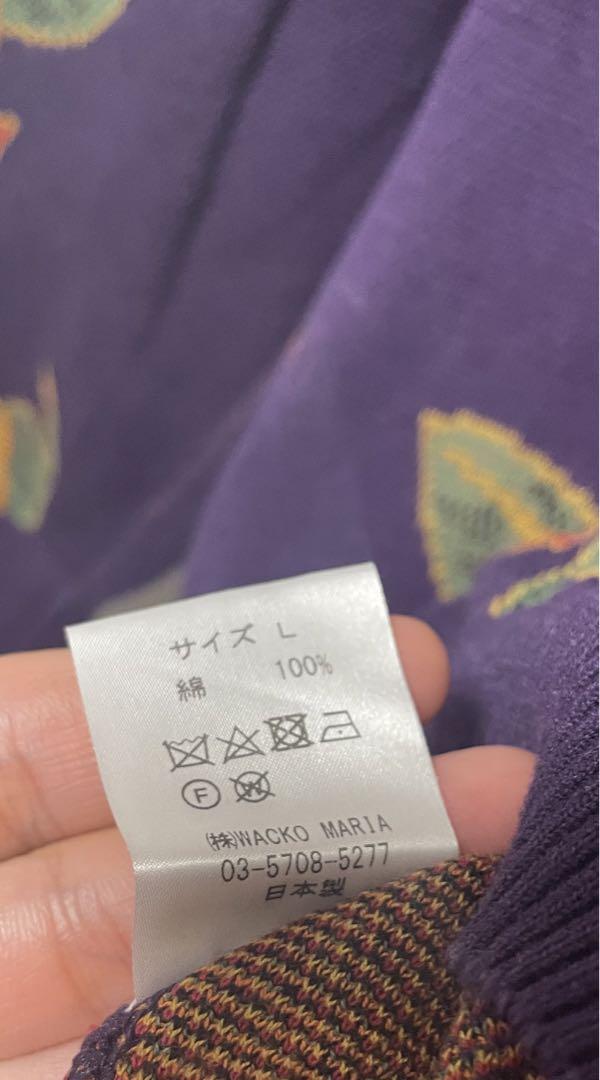 サイズ L
綿 100%
F W
(株)WACKO MARIA
03-5708-5277
日本製